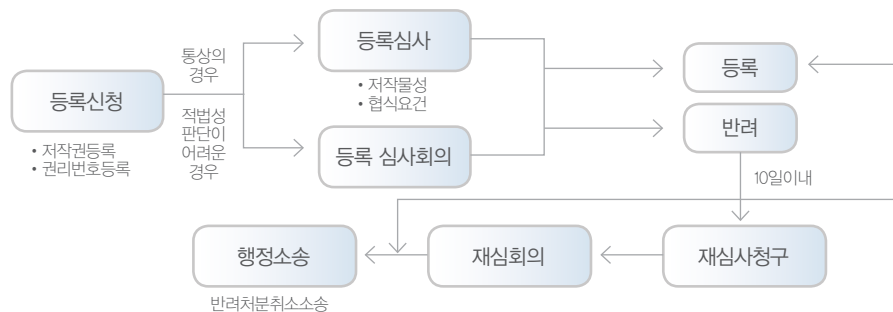 등록신청
• 저작권등록
• 권리번호등록
통상의
경우
적법성
판단이
어려운
경우
등록심사
• 저작물성
• 협식요건
등록 심사회의
등록
반려
10일이내
재심사청구
재심회의
행정소송
반려처분취소소송